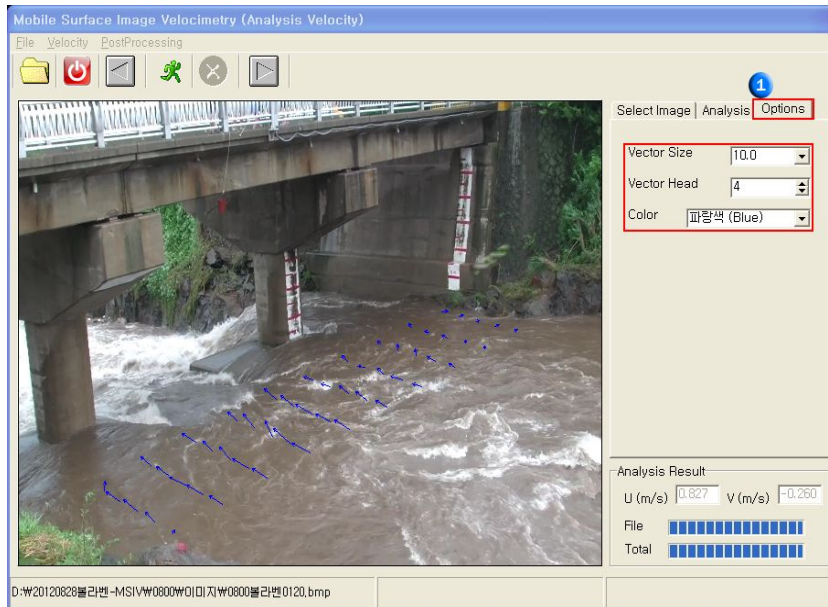 Mobile Surface Image Velocimetry (Analysis Velocity)
File Velocity PostProcessing
1
Select Image Analysis Options
Vector Size 10.0
Vector Head 4
Color 파랑색 (Blue)
Analysis Result
U (m/s) 0.827 V (m/s) -0.260
File
Total
D:₩20120828볼라벤-MSIV₩0800₩이미지₩0800볼라벤0120.bmp